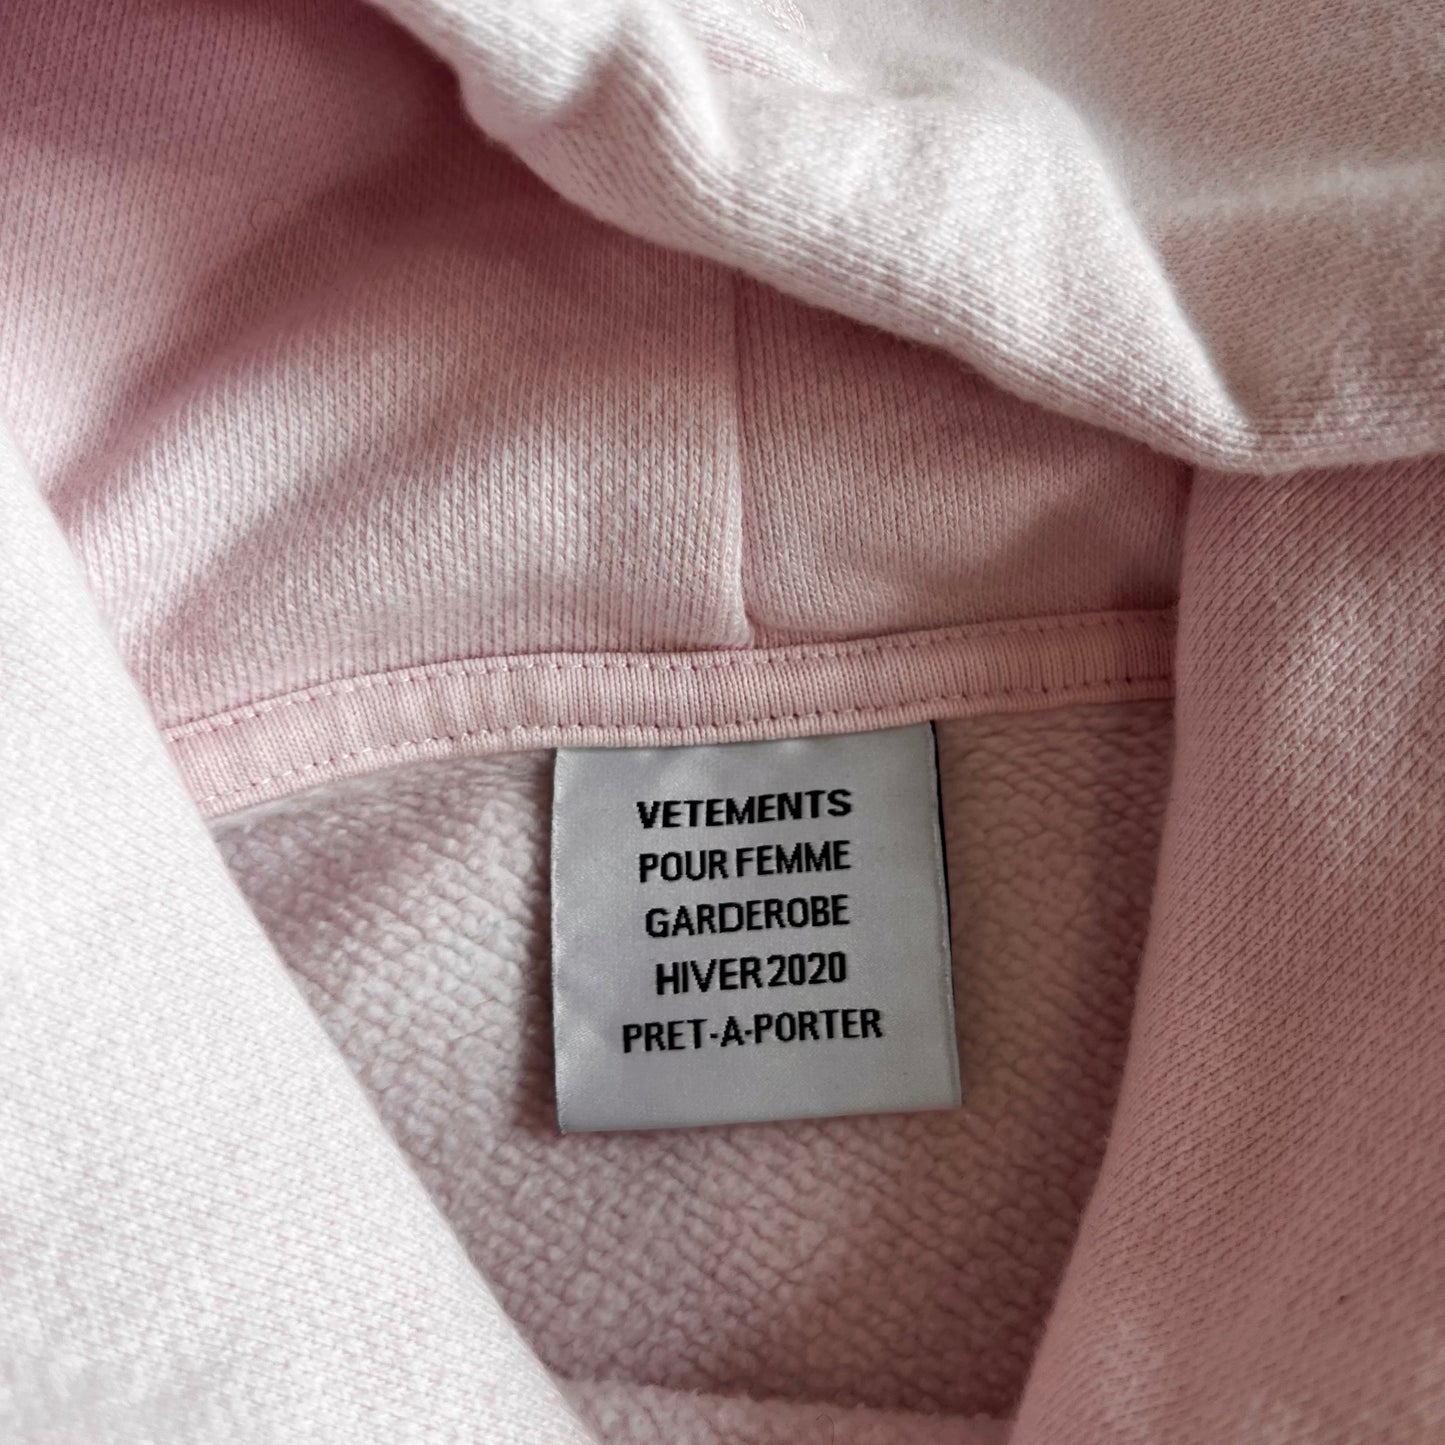 VETEMENTS
POUR FEMME
GARDEROBE
HIVER 2020
PRET-A-PORTER